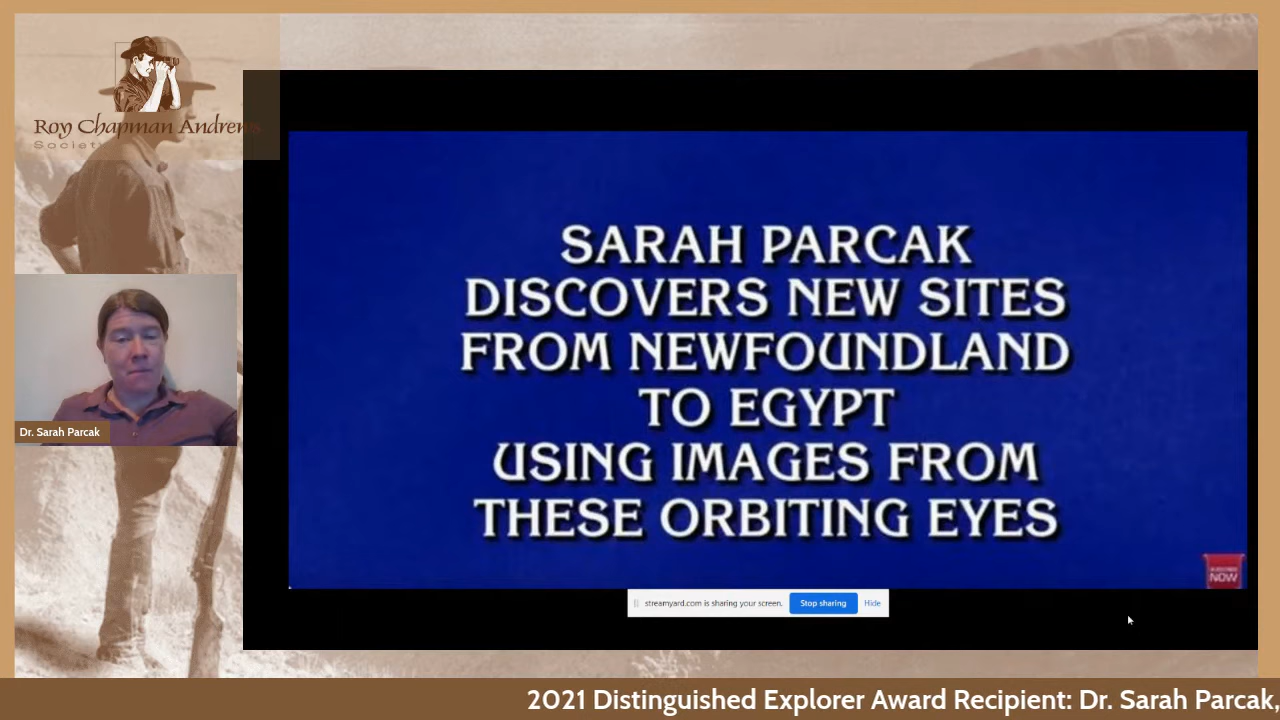 Roy Chapman Andrews
Society
SARAH PARCAK
DISCOVERS NEW SITES
FROM NEWFOUNDLAND
TO EGYPT
USING IMAGES FROM
THESE ORBITING EYES
Dr. Sarah Parcak
SUBSCRIBE
NOW
streamyard.com is sharing your screen.
Stop sharing
Hide
2021 Distinguished Explorer Award Recipient: Dr. Sarah Parcak,